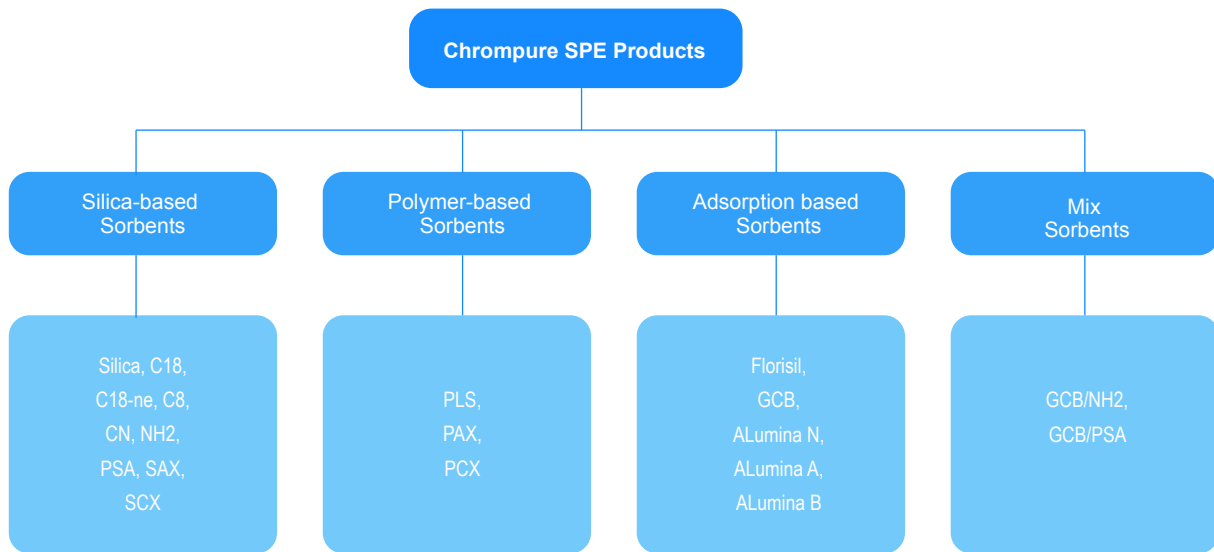 Chrompure SPE Products
Silica-based
Sorbents
Polymer-based
Sorbents
Adsorption based
Sorbents
Mix
Sorbents
Silica, C18,
C18-ne, C8,
CN, NH2,
PSA, SAX,
SCX
PLS,
PAX,
PCX
Florisil,
GCB,
ALumina N,
ALumina A,
ALumina B
GCB/NH2,
GCB/PSA